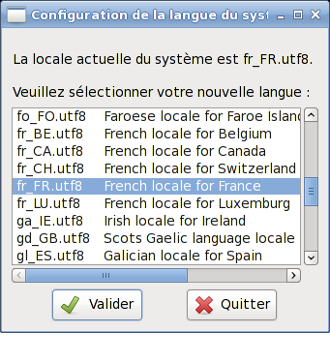 Configuration de la langue du sys
La locale actuelle du système est fr_FR.utf8.
Veuillez sélectionner votre nouvelle langue :
fo_FO.utf8 Faroese locale for Faroe Islan
fr_BE.utf8 French locale for Belgium
fr_CA.utf8 French locale for Canada
fr_CH.utf8 French locale for Switzerland
fr_FR.utf8 French locale for France
fr_LU.utf8 French locale for Luxemburg
ga_IE.utf8 Irish locale for Ireland
gd_GB.utf8 Scots Gaelic language locale
gl_ES.utf8 Galician locale for Spain
Valider Quitter